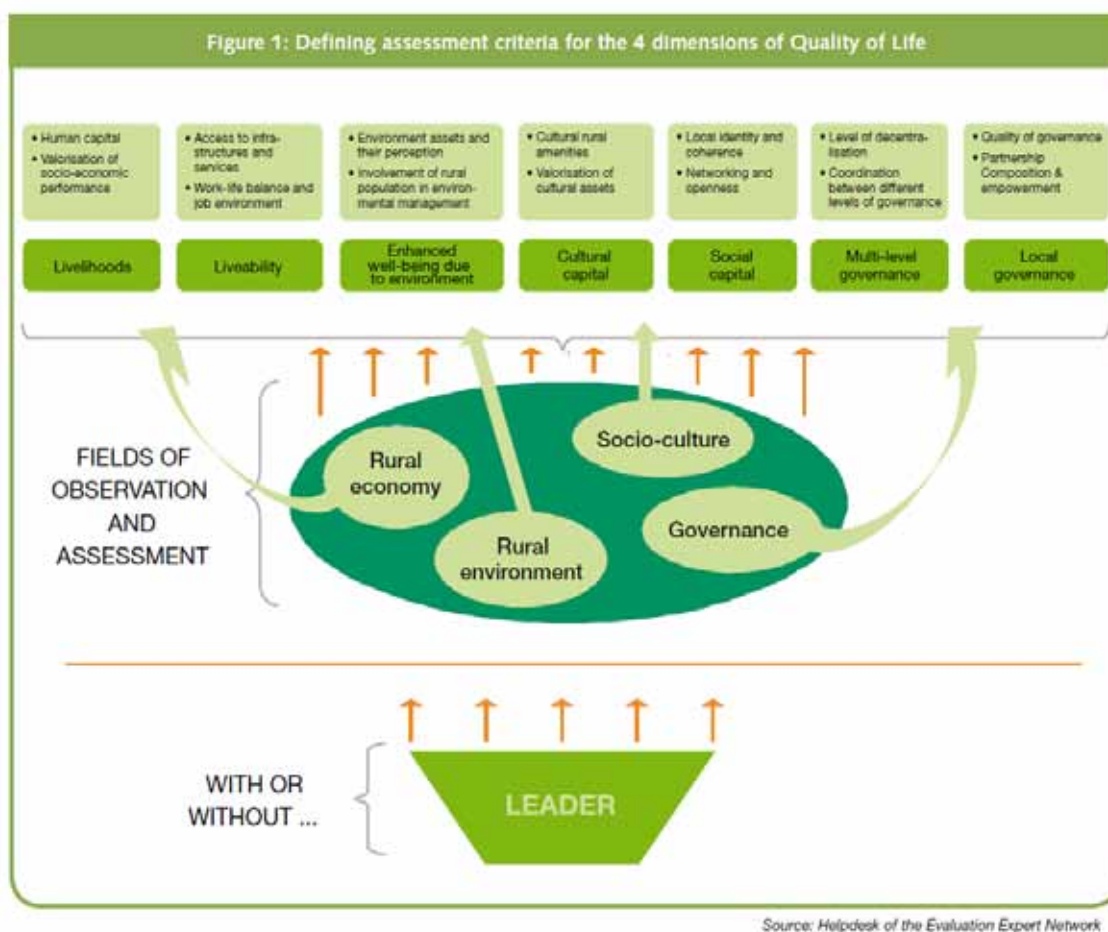 Figure 1: Defining assessment criteria for the 4 dimensions of Quality of Life
• Human capital
• Valorisation of
socio-economic
performance
• Access to infra-
structures and
services
• Work-life balance and
job environment
• Environment assets and
their perception
• Involvement of rural
population in environ-
mental management
• Cultural rural
amenities
• Valorisation of
cultural assets
• Local identity and
coherence
• Networking and
openness
• Level of decentra-
lisation
• Coordination
between different
levels of governance
• Quality of governance
• Partnership
Composition &
empowerment
Livelihoods
Liveability
Enhanced
well-being due
to environment
Cultural
capital
Social
capital
Multi-level
governance
Local
governance
FIELDS OF
OBSERVATION
AND
ASSESSMENT
Rural
economy
Socio-culture
Rural
environment
Governance
WITH OR
WITHOUT ...
LEADER
Source: Helpdesk of the Evaluation Expert Network